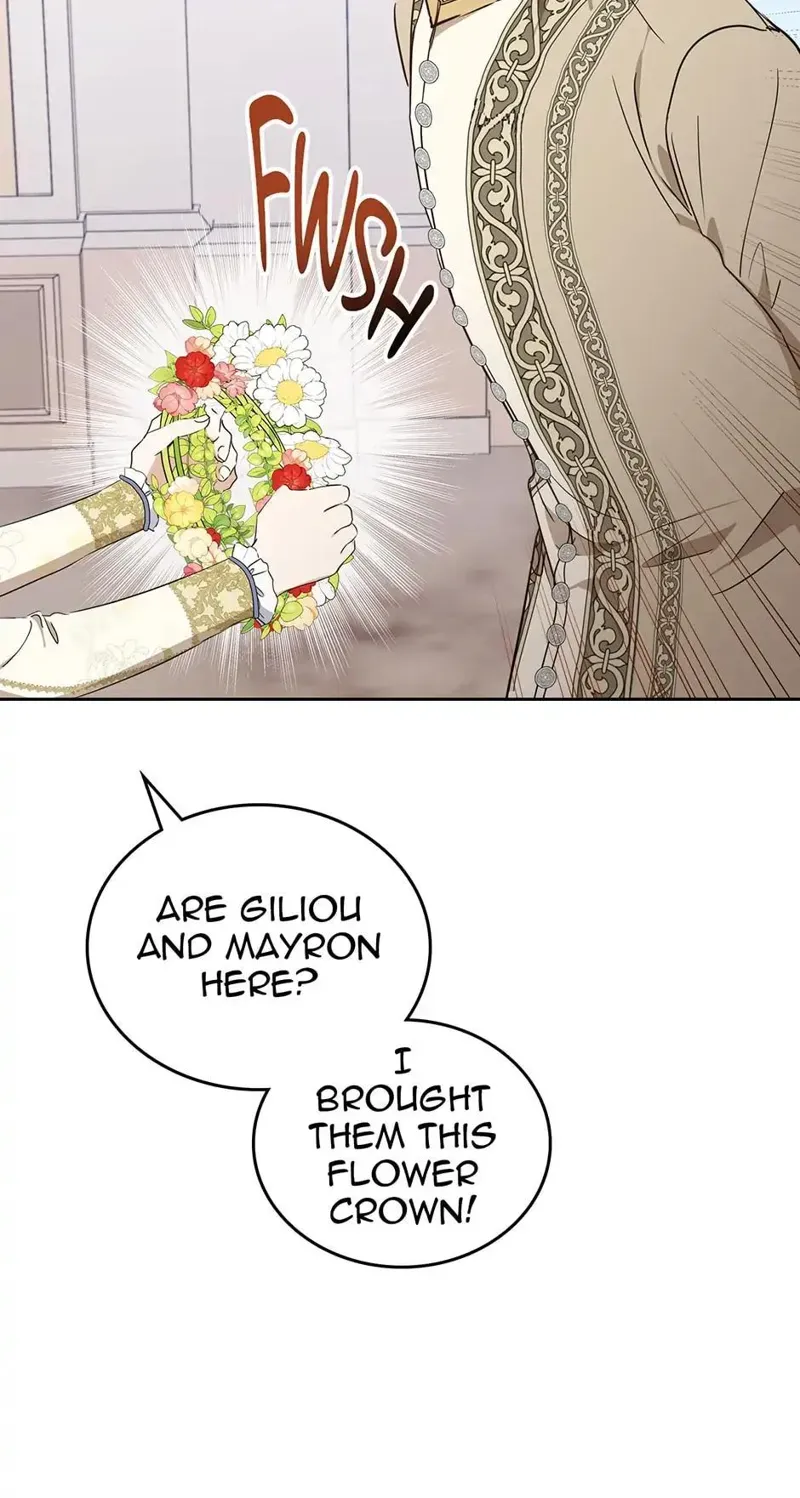 FWSH
ARE GILIOU
AND MAYRON
HERE?
I
BROUGHT
THEM THIS
FLOWER
CROWN!